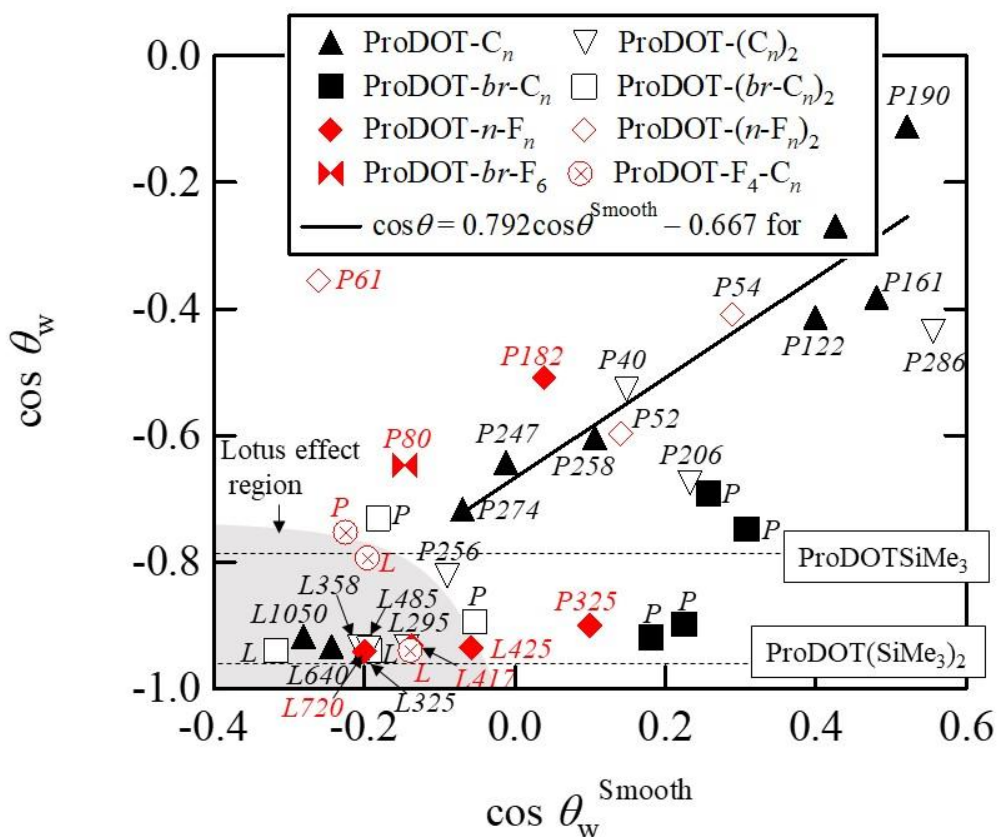 0.0
-0.2
-0.4
-0.6
-0.8
-1.0
cos θw
ProDOT-Cn
ProDOT-(Cn)2
ProDOT-br-Cn
ProDOT-(br-Cn)2
ProDOT-n-Fn
ProDOT-(n-Fn)2
ProDOT-br-F6
ProDOT-F4-Cn
cosθ = 0.792cosθSmooth – 0.667 for
P190
P61
P54
P161
P182
P40
P122
P286
P80
P247
P52
P258
P206
Lotus effect
region
P
P
P274
P
P
L
P256
ProDOTSiMe3
L358
L485
P
P325
P
P
L1050
L295
L
L
L425
L640
L
L417
ProDOT(SiMe3)2
L720
L325
-0.4
-0.2
0.0
0.2
0.4
0.6
cos θwSmooth